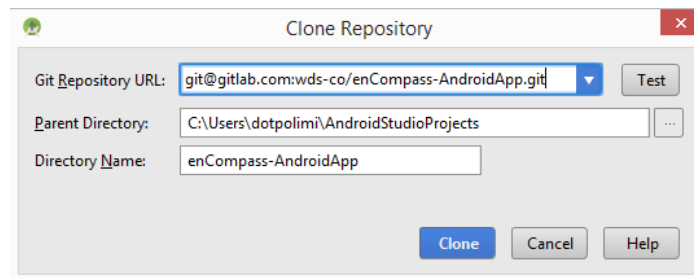 Clone Repository
Git Repository URL: git@gitlab.com:wds-co/enCompass-AndroidApp.git Test
Parent Directory: C:\Users\dotpolimi\AndroidStudioProjects ...
Directory Name: enCompass-AndroidApp
Clone Cancel Help